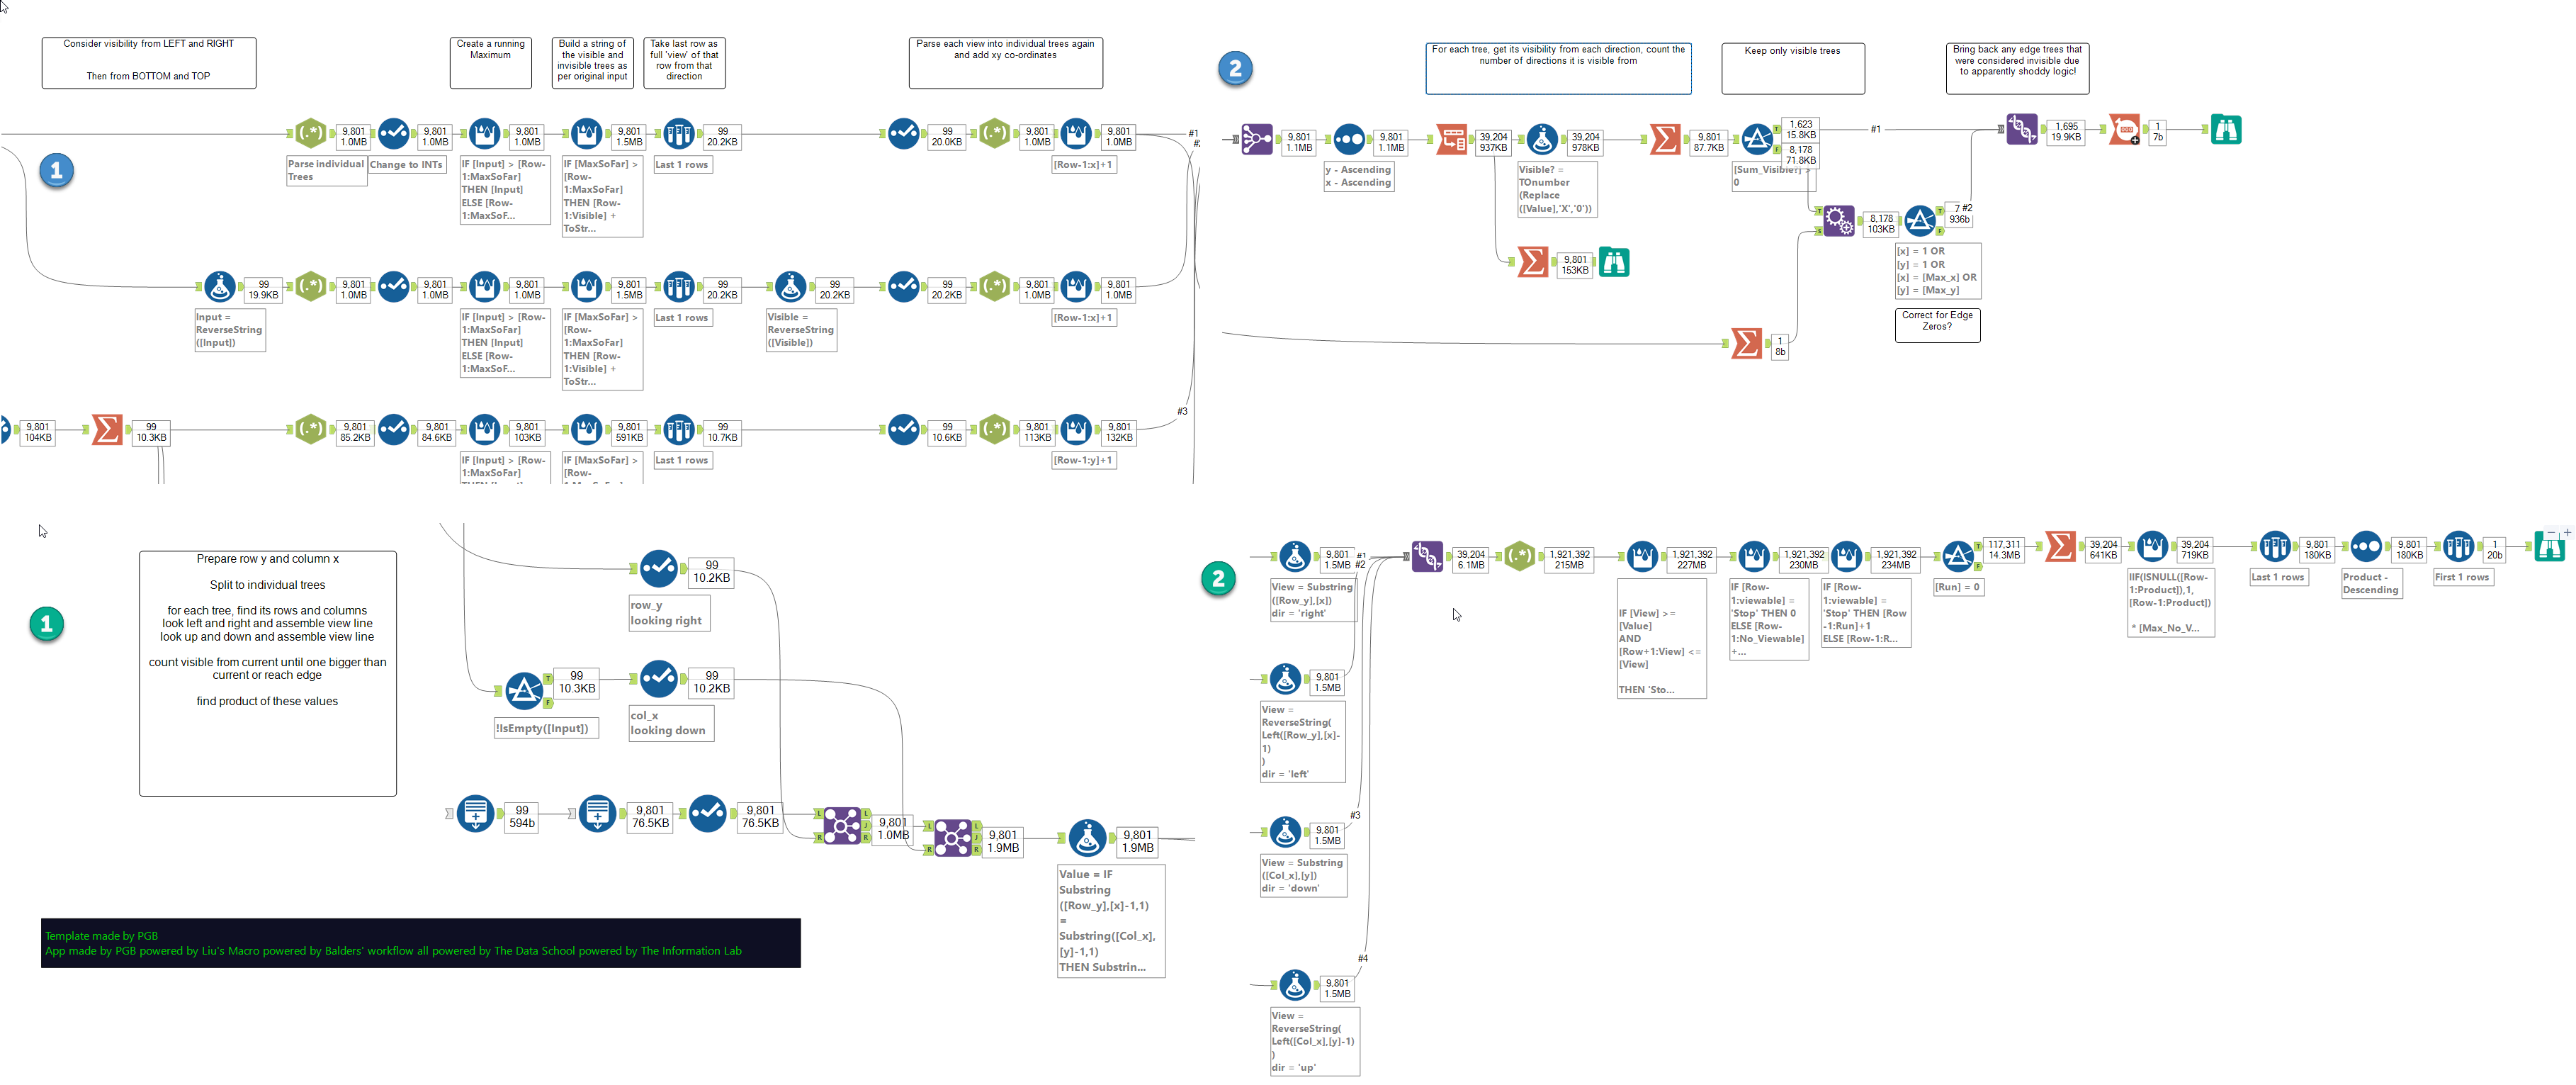 Consider visibility from LEFT and RIGHT
Then from BOTTOM and TOP
Create a running
Maximum
Build a string of
the visible and
invisible trees as
per original input
Take last row as
full 'view' of that
row from that
direction
Parse each view into individual trees again
and add xy co-ordinates
1
(.*)
9,801
1.0MB
9,801
1.0MB
9,801
1.0MB
9,801
1.5MB
99
20.2KB
99
20.0KB
(.*)
9,801
1.0MB
9,801
1.0MB
#1
Parse individual
Trees
Change to INTs
IF [Input] > [Row-
1:MaxSoFar]
THEN [Input]
ELSE [Row-
1:MaxSoF...
IF [MaxSoFar] >
[Row-
1:MaxSoFar]
THEN [Row-
1:Visible] +
ToStr...
Last 1 rows
[Row-1:x]+1
99
19.9KB
(.*)
9,801
1.0MB
9,801
1.0MB
9,801
1.0MB
9,801
1.5MB
99
20.2KB
99
20.2KB
99
20.2KB
(.*)
9,801
1.0MB
9,801
1.0MB
Input =
ReverseString
([Input])
IF [Input] > [Row-
1:MaxSoFar]
THEN [Input]
ELSE [Row-
1:MaxSoF...
IF [MaxSoFar] >
[Row-
1:MaxSoFar]
THEN [Row-
1:Visible] +
ToStr...
Last 1 rows
Visible =
ReverseString
([Visible])
[Row-1:x]+1
9,801
104KB
99
10.3KB
(.*)
9,801
85.2KB
9,801
84.6KB
9,801
103KB
9,801
591KB
99
10.7KB
99
10.6KB
(.*)
9,801
113KB
9,801
132KB
#3
IF [Input] > [Row-
1:MaxSoFar]
IF [MaxSoFar] >
[Row-
Last 1 rows
[Row-1:y]+1
2
For each tree, get its visibility from each direction, count the
number of directions it is visible from
Keep only visible trees
Bring back any edge trees that
were considered invisible due
to apparently shoddy logic!
9,801
1.1MB
9,801
1.1MB
39,204
937KB
39,204
978KB
9,801
87.7KB
T
F
1,623
15.8KB
8,178
71.8KB
#1
1,695
19.9KB
1
7b
y - Ascending
x - Ascending
Visible? =
TOnumber
(Replace
([Value],'X','0'))
[Sum_Visible?] >
0
T
S
8,178
103KB
T
F
7 #2
936b
[x] = 1 OR
[y] = 1 OR
[x] = [Max_x] OR
[y] = [Max_y]
Correct for Edge
Zeros?
9,801
153KB
1
8b
1
Prepare row y and column x
Split to individual trees
for each tree, find its rows and columns
look left and right and assemble view line
look up and down and assemble view line
count visible from current until one bigger than
current or reach edge
find product of these values
99
10.2KB
row_y
looking right
T
F
99
10.3KB
99
10.2KB
!IsEmpty([Input])
col_x
looking down
99
594b
9,801
76.5KB
9,801
76.5KB
L
R
L
J
R
9,801
1.0MB
L
R
L
J
R
9,801
1.9MB
9,801
1.9MB
Value = IF
Substring
([Row_y],[x]-1,1)
=
Substring([Col_x],
[y]-1,1)
THEN Substrin...
Template made by PGB
App made by PGB powered by Liu's Macro powered by Balders' workflow all powered by The Data School powered by The Information Lab
2
9,801
1.5MB
#1
#2
39,204
6.1MB
(.*)
1,921,392
215MB
1,921,392
227MB
1,921,392
230MB
1,921,392
234MB
T
F
117,311
14.3MB
39,204
641KB
39,204
719KB
9,801
180KB
9,801
180KB
1
20b
View = Substring
([Row_y],[x])
dir = 'right'
IF [View] >=
[Value]
AND
[Row+1:View] <=
[View]
THEN 'Sto...
IF [Row-
1:viewable] =
'Stop' THEN 0
ELSE [Row-
1:No_Viewable]
+...
IF [Row-
1:viewable] =
'Stop' THEN [Row
-1:Run]+1
ELSE [Row-1:R...
[Run] = 0
IIF(ISNULL([Row-
1:Product]),1,
[Row-1:Product])
* [Max_No_V...
Last 1 rows
Product -
Descending
First 1 rows
9,801
1.5MB
View =
ReverseString(
Left([Row_y],[x]-
1)
)
dir = 'left'
9,801
1.5MB
#3
View = Substring
([Col_x],[y])
dir = 'down'
9,801
1.5MB
#4
View =
ReverseString(
Left([Col_x],[y]-1)
)
dir = 'up'